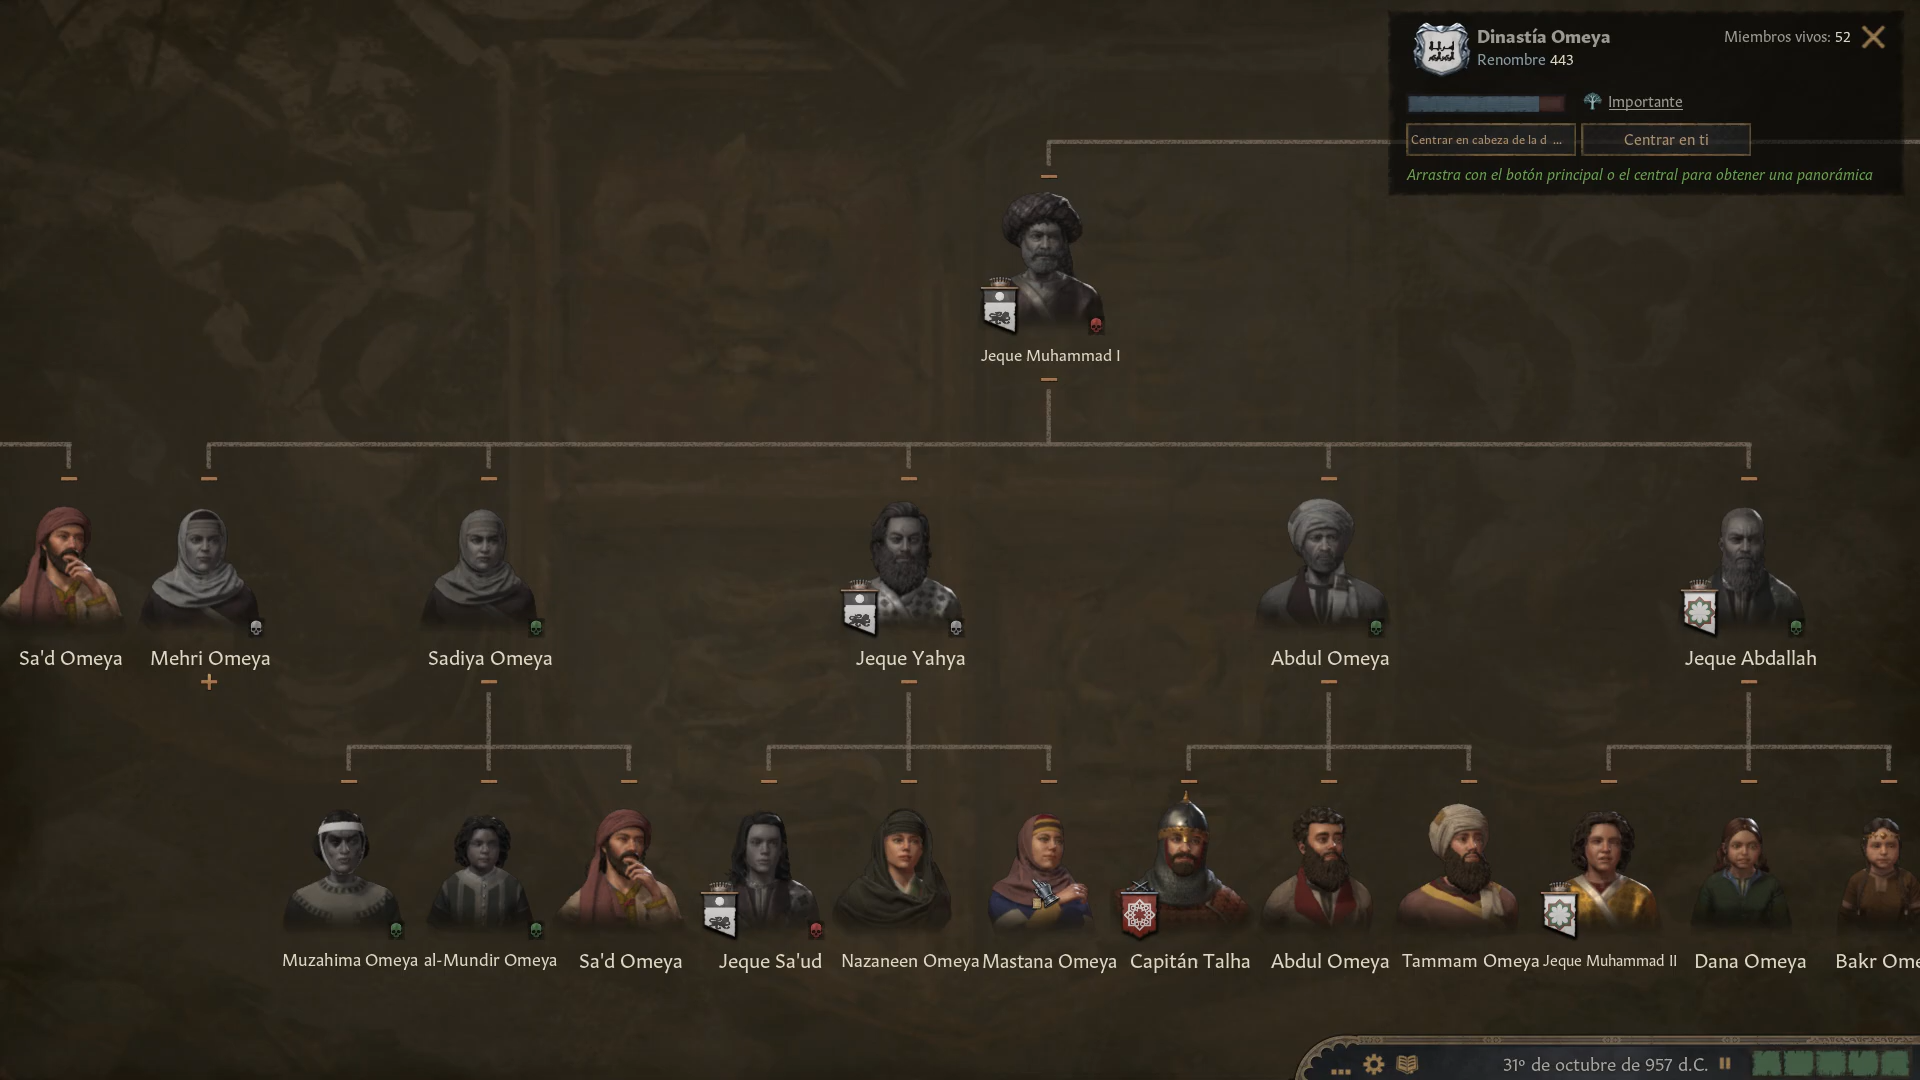 Dinastía Omeya
Miembros vivos: 52
Renombre 443
Importante
Centrar en cabeza de la d ...
Centrar en ti
Arrastra con el botón principal o el central para obtener una panorámica
Jeque Muhammad I
Sa'd Omeya
Mehri Omeya
Sadiya Omeya
Jeque Yahya
Abdul Omeya
Jeque Abdallah
Muzahima Omeya
al-Mundir Omeya
Sa'd Omeya
Jeque Sa'ud
Nazaneen Omeya
Mastana Omeya
Capitán Talha
Abdul Omeya
Tammam Omeya
Jeque Muhammad II
Dana Omeya
Bakr Ome
31º de octubre de 957 d.C.